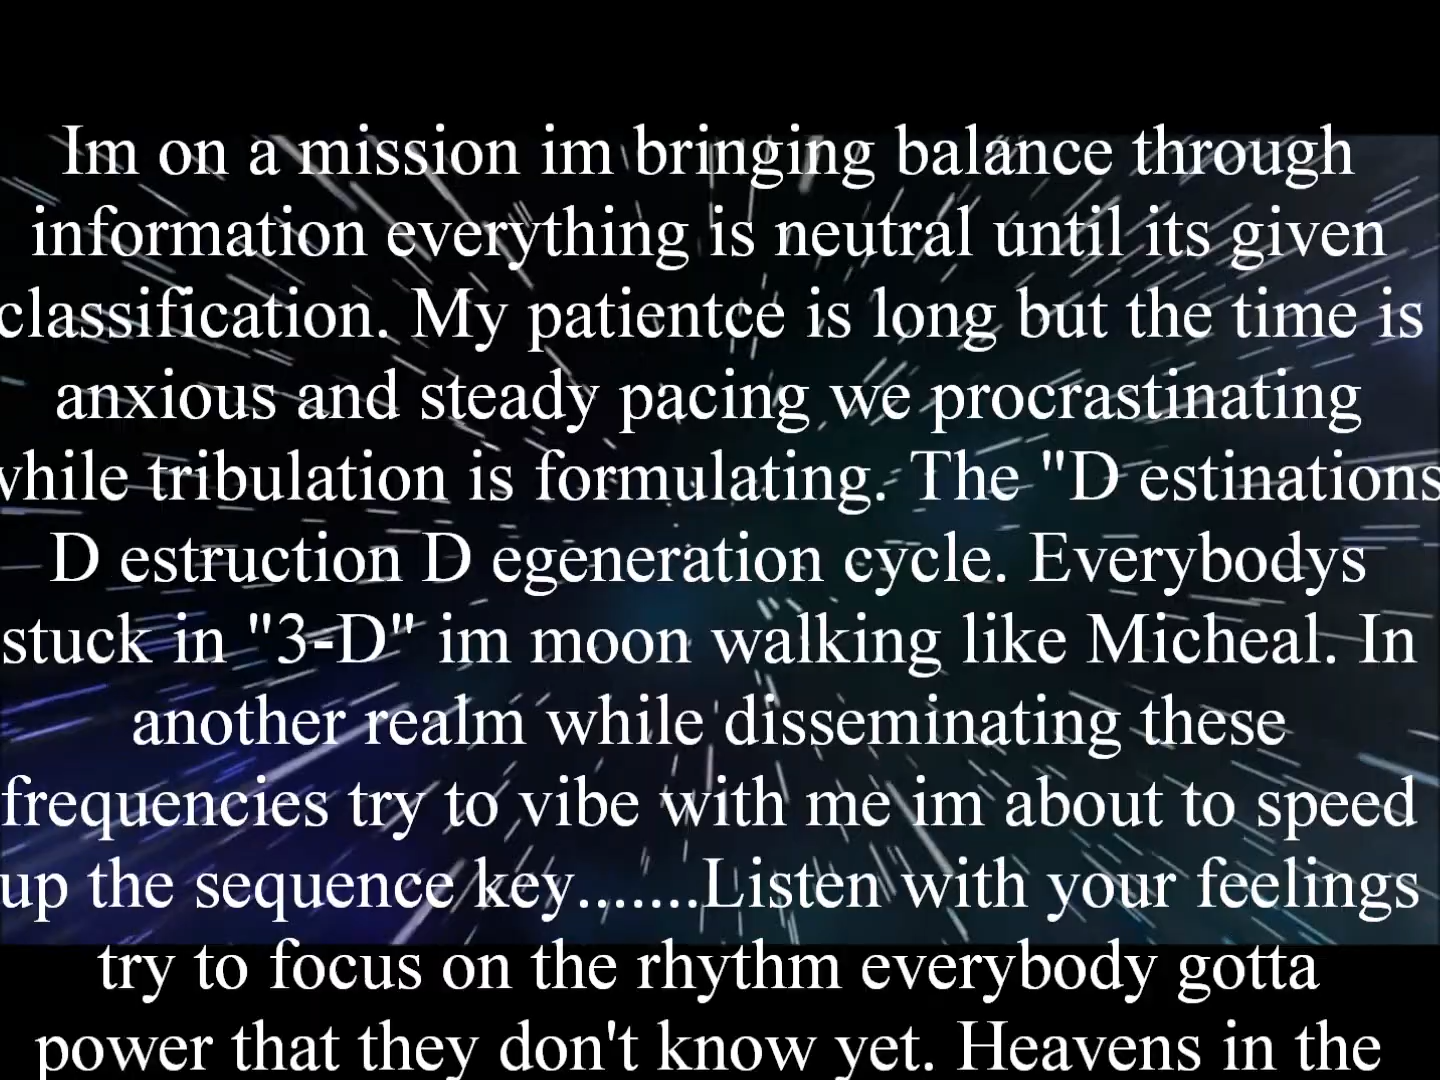 Im on a mission im bringing balance through
information everything is neutral until its given
classification. My patientce is long but the time is
anxious and steady pacing we procrastinating
while tribulation is formulating. The "D estinations
D estruction D egeneration cycle. Everybodys
stuck in "3-D" im moon walking like Micheal. In
another realm while disseminating these
frequencies try to vibe with me im about to speed
up the sequence key.......Listen with your feelings
try to focus on the rhythm everybody gotta
power that they don't know yet. Heavens in the